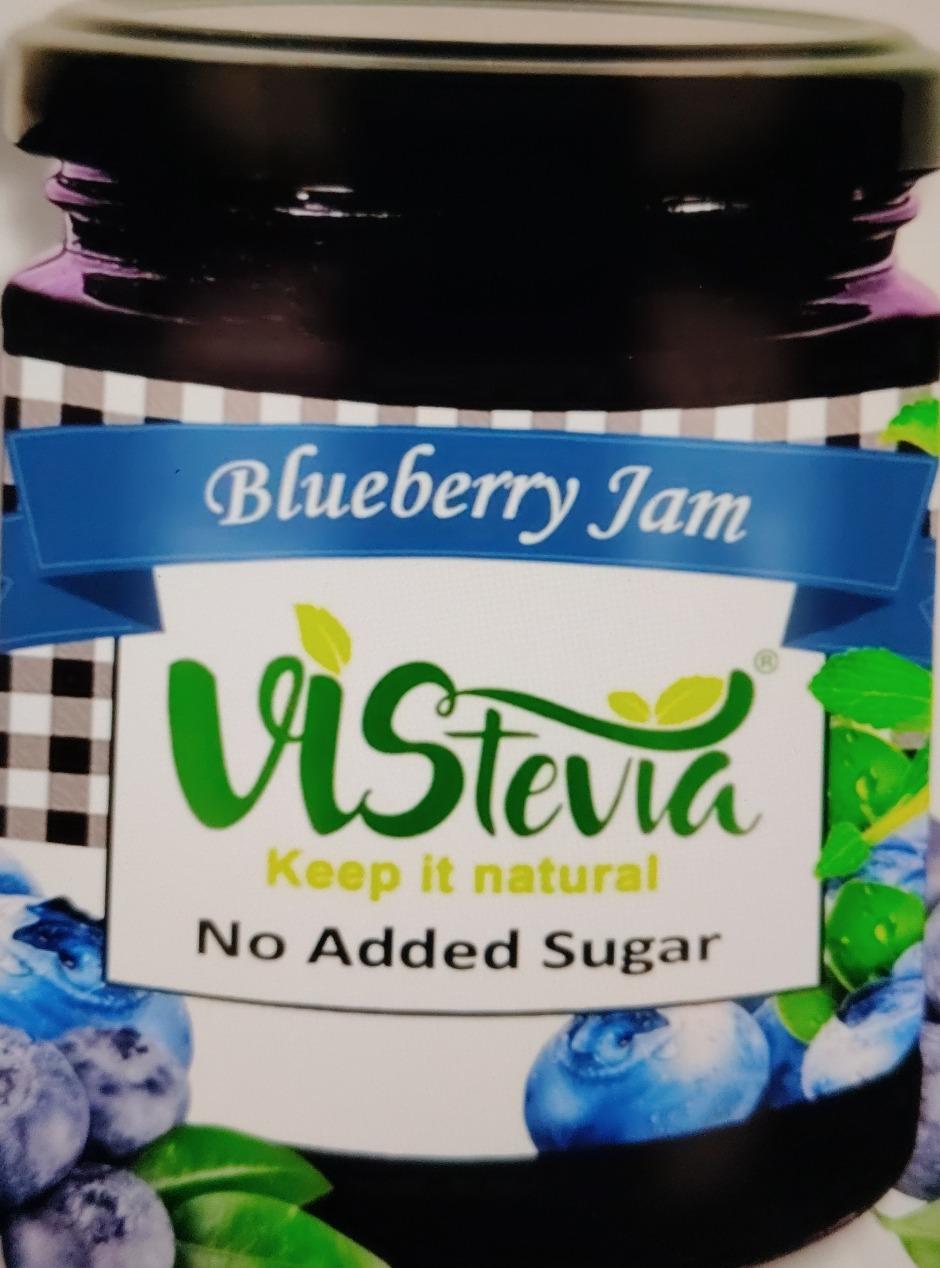 Blueberry Jam
ViStevia®
Keep it natural
No Added Sugar